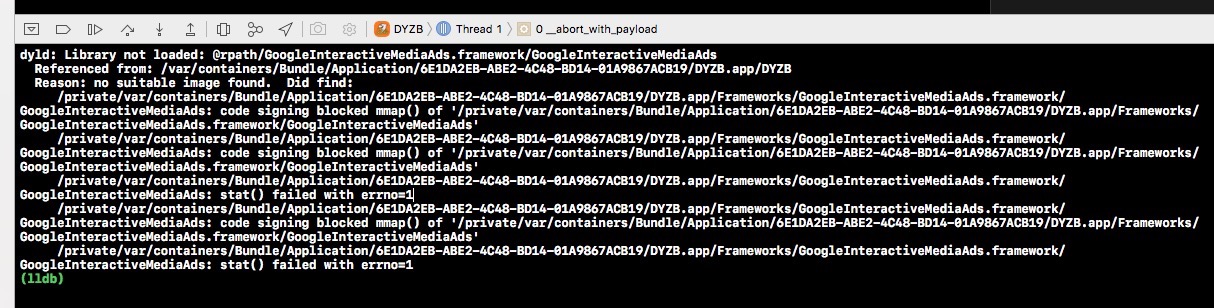 DYZB
Thread 1
0 __abort_with_payload
dyld: Library not loaded: @rpath/GoogleInteractiveMediaAds.framework/GoogleInteractiveMediaAds
Referenced from: /var/containers/Bundle/Application/6E1DA2EB-ABE2-4C48-BD14-01A9867ACB19/DYZB.app/DYZB
Reason: no suitable image found.  Did find:
/private/var/containers/Bundle/Application/6E1DA2EB-ABE2-4C48-BD14-01A9867ACB19/DYZB.app/Frameworks/GoogleInteractiveMediaAds.framework/
GoogleInteractiveMediaAds: code signing blocked mmap() of '/private/var/containers/Bundle/Application/6E1DA2EB-ABE2-4C48-BD14-01A9867ACB19/DYZB.app/Frameworks/
GoogleInteractiveMediaAds.framework/GoogleInteractiveMediaAds'
/private/var/containers/Bundle/Application/6E1DA2EB-ABE2-4C48-BD14-01A9867ACB19/DYZB.app/Frameworks/GoogleInteractiveMediaAds.framework/
GoogleInteractiveMediaAds: code signing blocked mmap() of '/private/var/containers/Bundle/Application/6E1DA2EB-ABE2-4C48-BD14-01A9867ACB19/DYZB.app/Frameworks/
GoogleInteractiveMediaAds.framework/GoogleInteractiveMediaAds'
/private/var/containers/Bundle/Application/6E1DA2EB-ABE2-4C48-BD14-01A9867ACB19/DYZB.app/Frameworks/GoogleInteractiveMediaAds.framework/
GoogleInteractiveMediaAds: stat() failed with errno=1
/private/var/containers/Bundle/Application/6E1DA2EB-ABE2-4C48-BD14-01A9867ACB19/DYZB.app/Frameworks/GoogleInteractiveMediaAds.framework/
GoogleInteractiveMediaAds: code signing blocked mmap() of '/private/var/containers/Bundle/Application/6E1DA2EB-ABE2-4C48-BD14-01A9867ACB19/DYZB.app/Frameworks/
GoogleInteractiveMediaAds.framework/GoogleInteractiveMediaAds'
/private/var/containers/Bundle/Application/6E1DA2EB-ABE2-4C48-BD14-01A9867ACB19/DYZB.app/Frameworks/GoogleInteractiveMediaAds.framework/
GoogleInteractiveMediaAds: stat() failed with errno=1
(lldb)